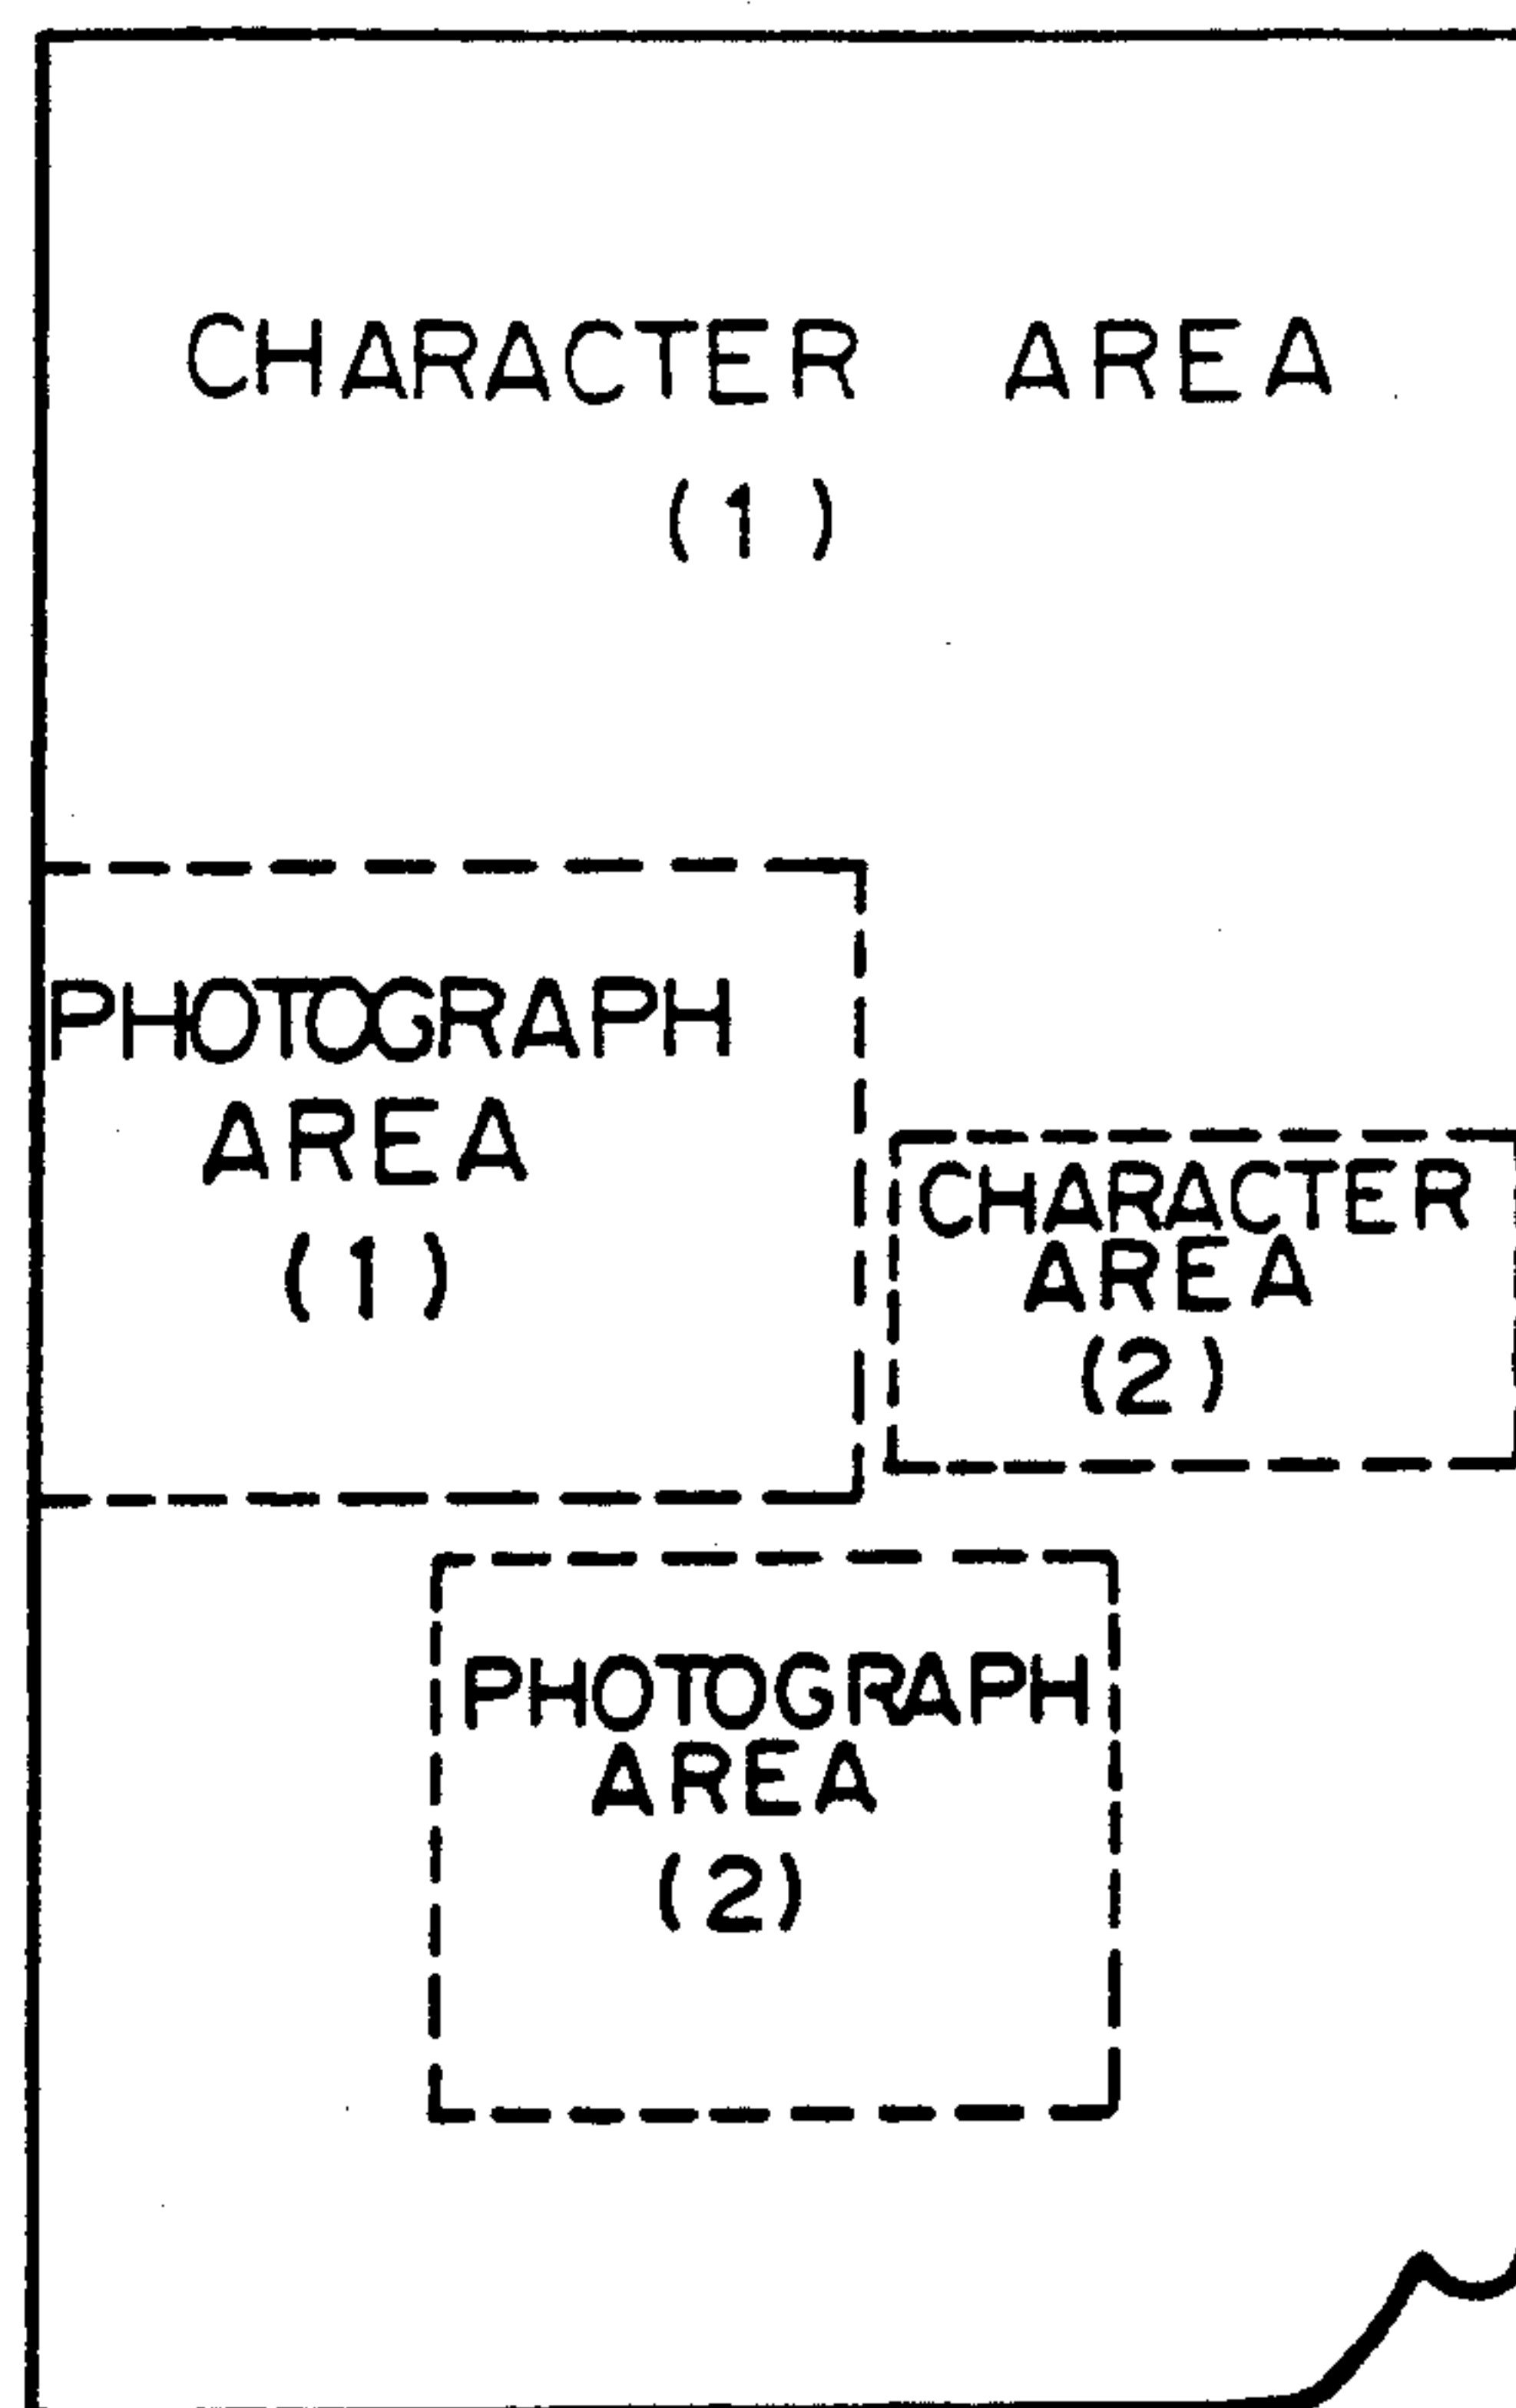 CHARACTER AREA
(1)
PHOTOGRAPH
AREA
(1)
CHARACTER
AREA
(2)
PHOTOGRAPH
AREA
(2)